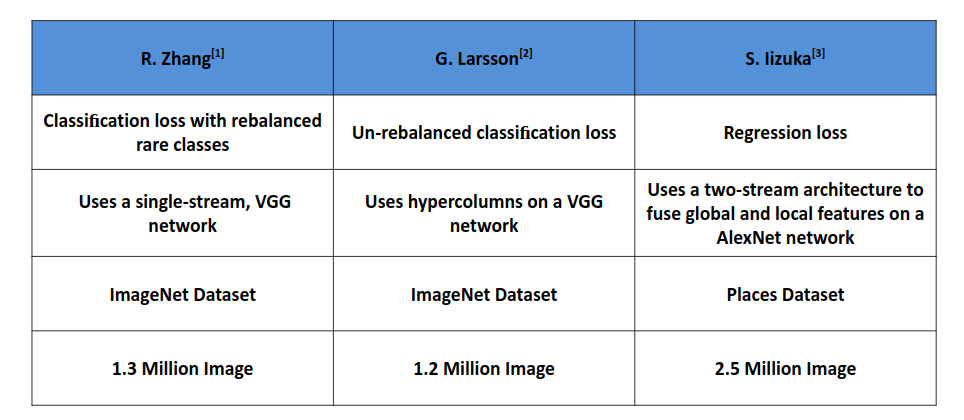 R. Zhang[1]
G. Larsson[2]
S. Iizuka[3]
Classification loss with rebalanced
rare classes
Un-rebalanced classification loss
Regression loss
Uses a single-stream, VGG
network
Uses hypercolumns on a VGG
network
Uses a two-stream architecture to
fuse global and local features on a
AlexNet network
ImageNet Dataset
ImageNet Dataset
Places Dataset
1.3 Million Image
1.2 Million Image
2.5 Million Image